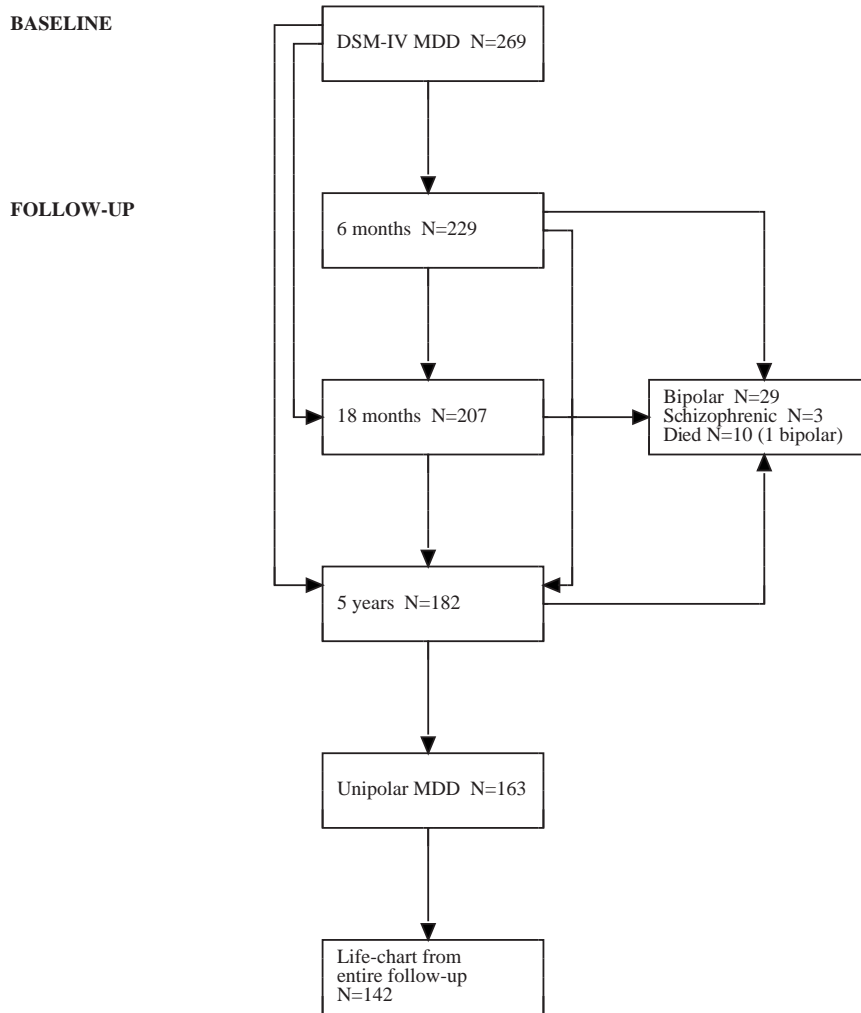 BASELINE
DSM-IV MDD N=269
FOLLOW-UP
6 months N=229
18 months N=207
Bipolar N=29
Schizophrenic N=3
Died N=10 (1 bipolar)
5 years N=182
Unipolar MDD N=163
Life-chart from
entire follow-up
N=142